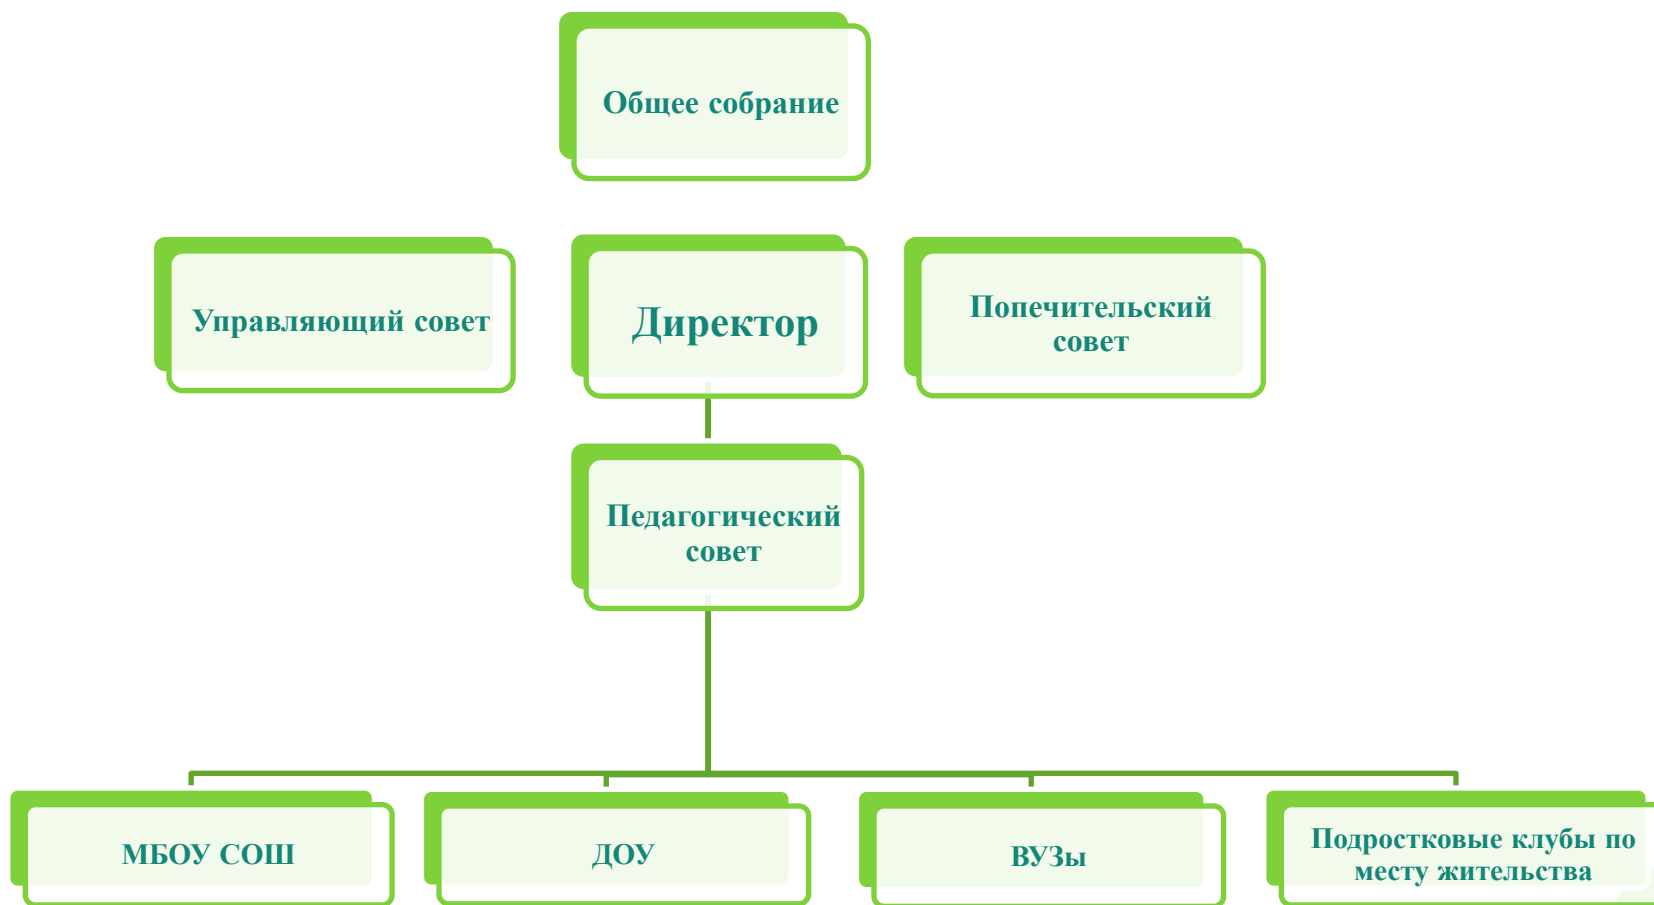 Общее собрание
Управляющий совет
Директор
Попечительский
совет
Педагогический
совет
МБОУ СОШ
ДОУ
ВУЗы
Подростковые клубы по
месту жительства